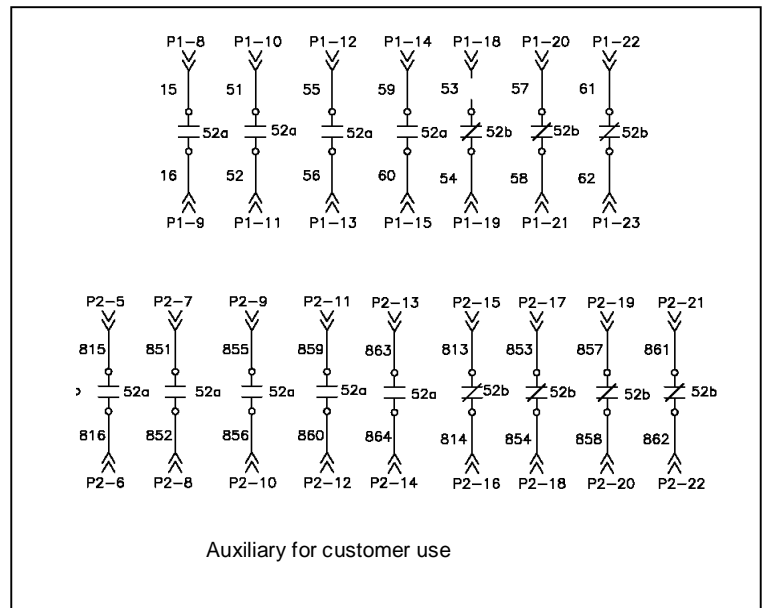 P1-8 P1-10 P1-12 P1-14 P1-18 P1-20 P1-22
15 51 55 59 53 57 61
52a 52a 52a 52a 52b 52b 52b
16 52 56 60 54 58 62
P1-9 P1-11 P1-13 P1-15 P1-19 P1-21 P1-23
P2-5 P2-7 P2-9 P2-11 P2-13 P2-15 P2-17 P2-19 P2-21
815 851 855 859 863 813 853 857 861
52a 52a 52a 52a 52a 52b 52b 52b 52b
816 852 856 860 864 814 854 858 862
P2-6 P2-8 P2-10 P2-12 P2-14 P2-16 P2-18 P2-20 P2-22
Auxiliary for customer use